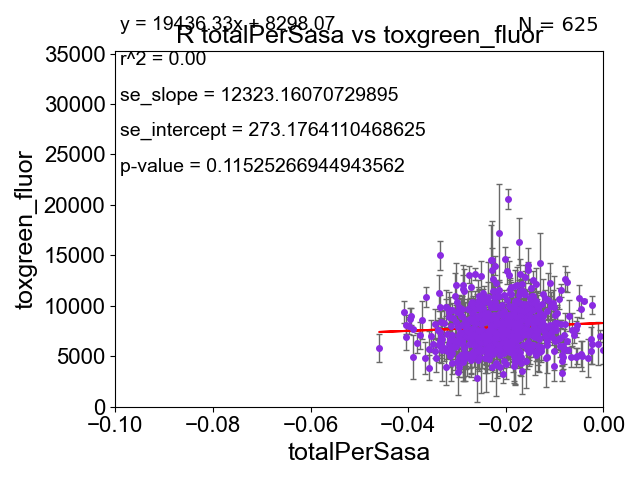 y = 19436.33x + 8298.07
N = 625
R totalPerSasa vs toxgreen_fluor
r^2 = 0.00
se_slope = 12323.16070729895
se_intercept = 273.1764110468625
p-value = 0.11525266944943562
35000
30000
25000
20000
15000
10000
5000
0
toxgreen_fluor
−0.10
−0.08
−0.06
−0.04
−0.02
0.00
totalPerSasa